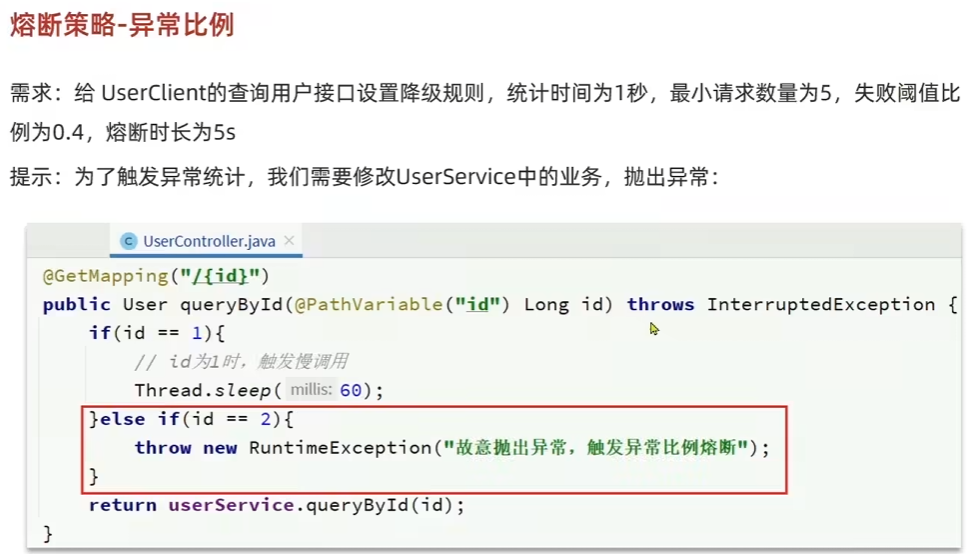 熔断策略-异常比例
需求：给 UserClient的查询用户接口设置降级规则，统计时间为1秒，最小请求数量为5，失败阈值比
例为0.4，熔断时长为5s
提示：为了触发异常统计，我们需要修改UserService中的业务，抛出异常：
C UserController.java ×
@GetMapping("/{id}")
public User queryById(@PathVariable("id") Long id) throws InterruptedException {
if(id == 1){
// id为1时，触发慢调用
Thread.sleep( millis: 60);
}else if(id == 2){
throw new RuntimeException("故意抛出异常，触发异常比例熔断");
}
return userService.queryById(id);
}